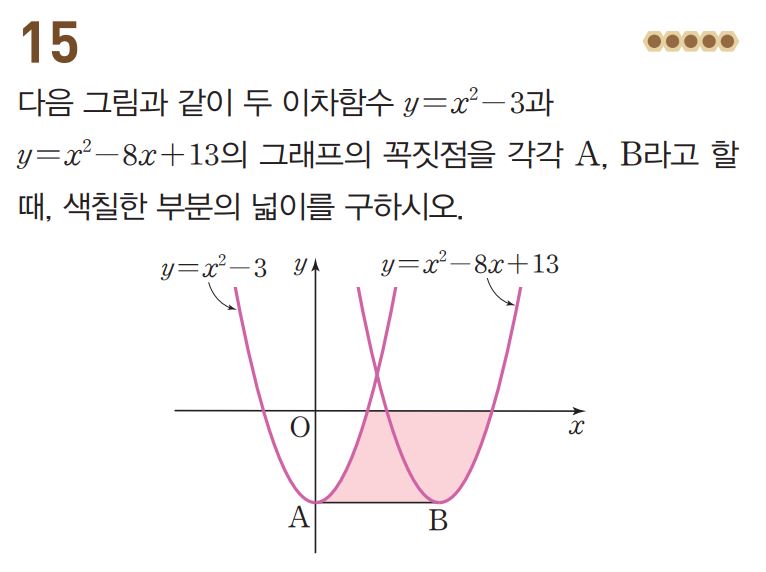 15
다음 그림과 같이 두 이차함수 y=x²-3과
y=x²-8x+13의 그래프의 꼭짓점을 각각 A, B라고 할
때, 색칠한 부분의 넓이를 구하시오.
y=x²-3 y y=x²-8x+13
O x
A B